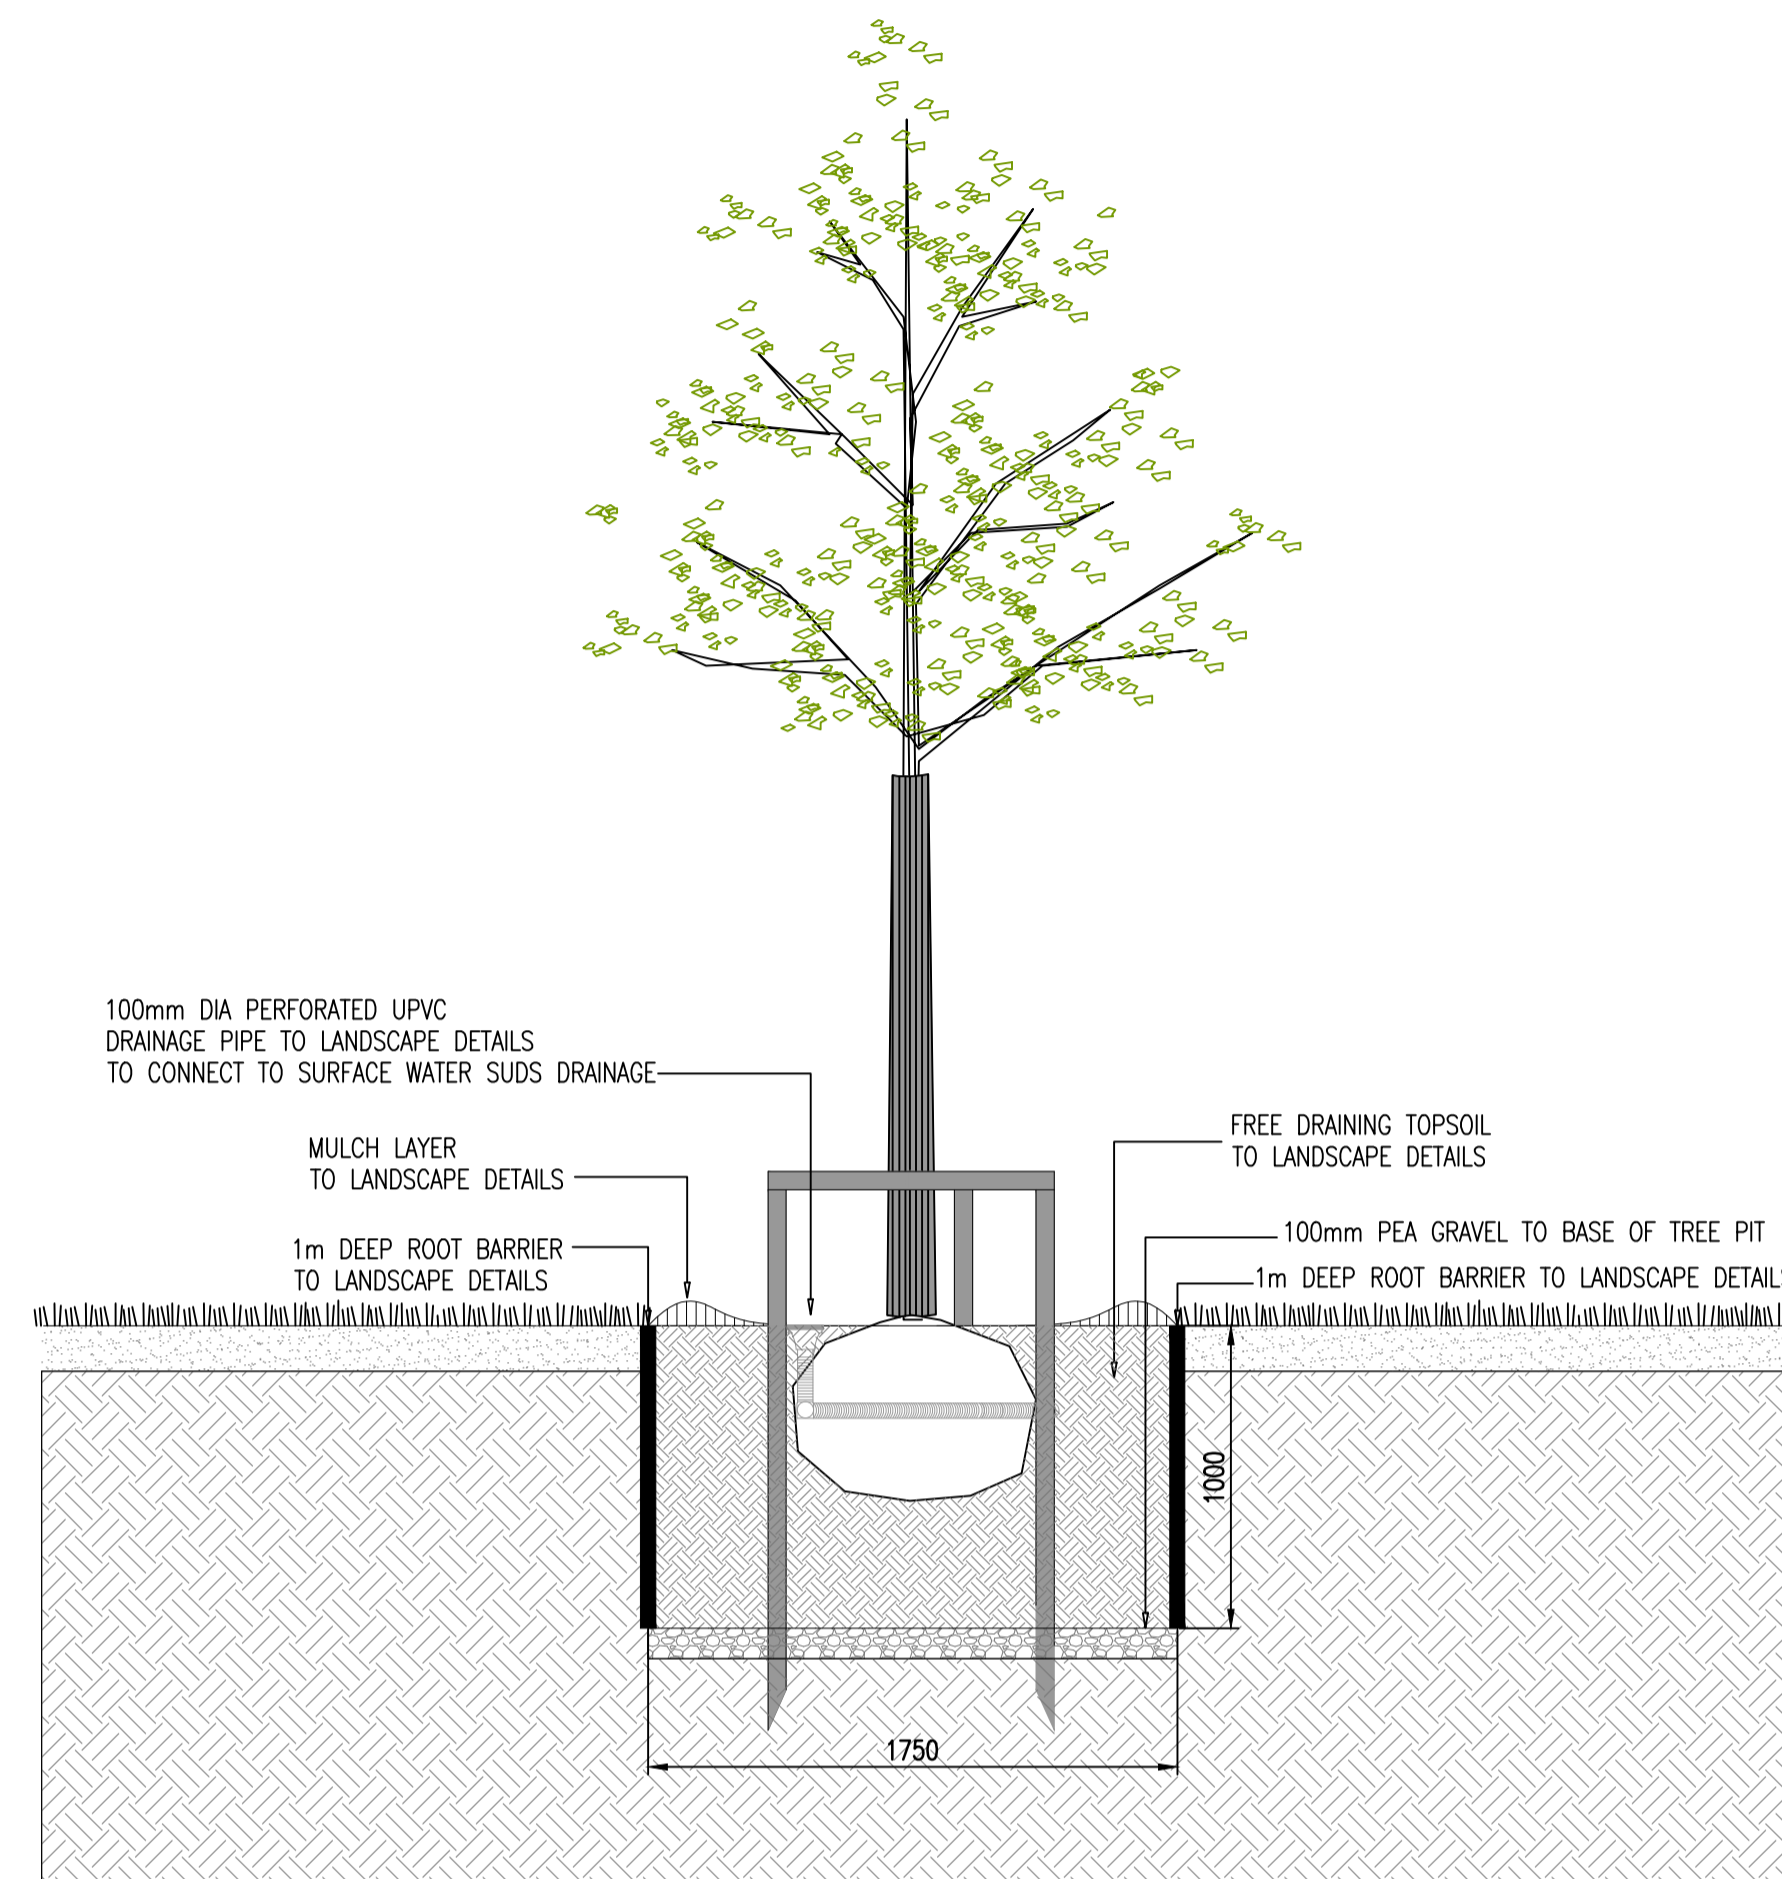 100mm DIA PERFORATED UPVC
DRAINAGE PIPE TO LANDSCAPE DETAILS
TO CONNECT TO SURFACE WATER SUDS DRAINAGE
MULCH LAYER
TO LANDSCAPE DETAILS
1m DEEP ROOT BARRIER
TO LANDSCAPE DETAILS
FREE DRAINING TOPSOIL
TO LANDSCAPE DETAILS
100mm PEA GRAVEL TO BASE OF TREE PIT
1m DEEP ROOT BARRIER TO LANDSCAPE DETAILS
1000
1750